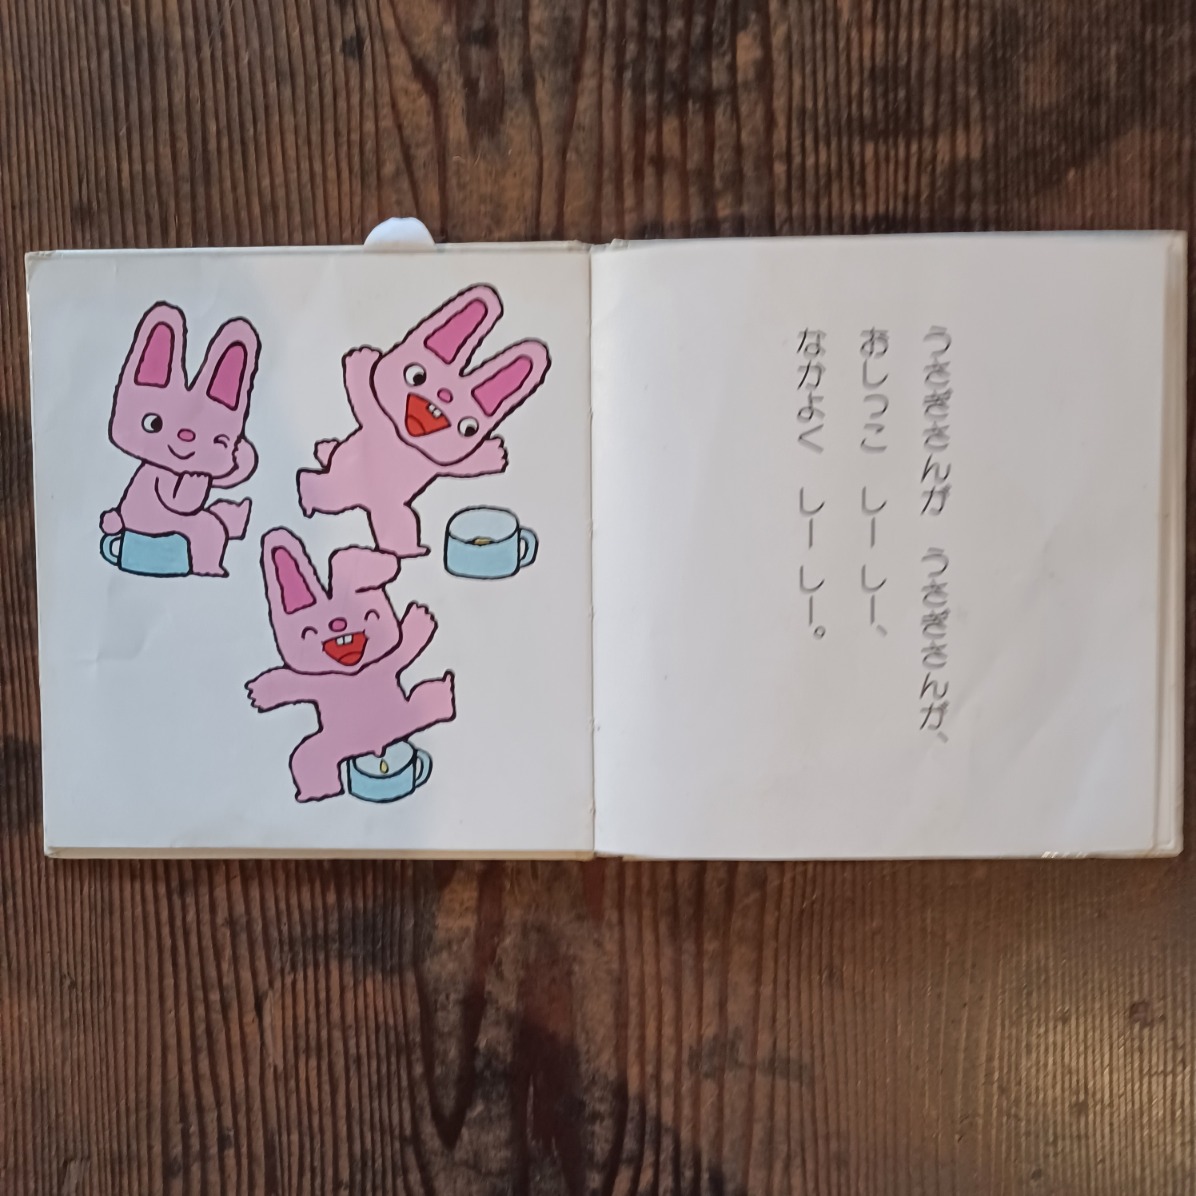 うさぎさんが　うさぎさんが、
おしっこ　しー　しー、
なかよく　しー　しー。